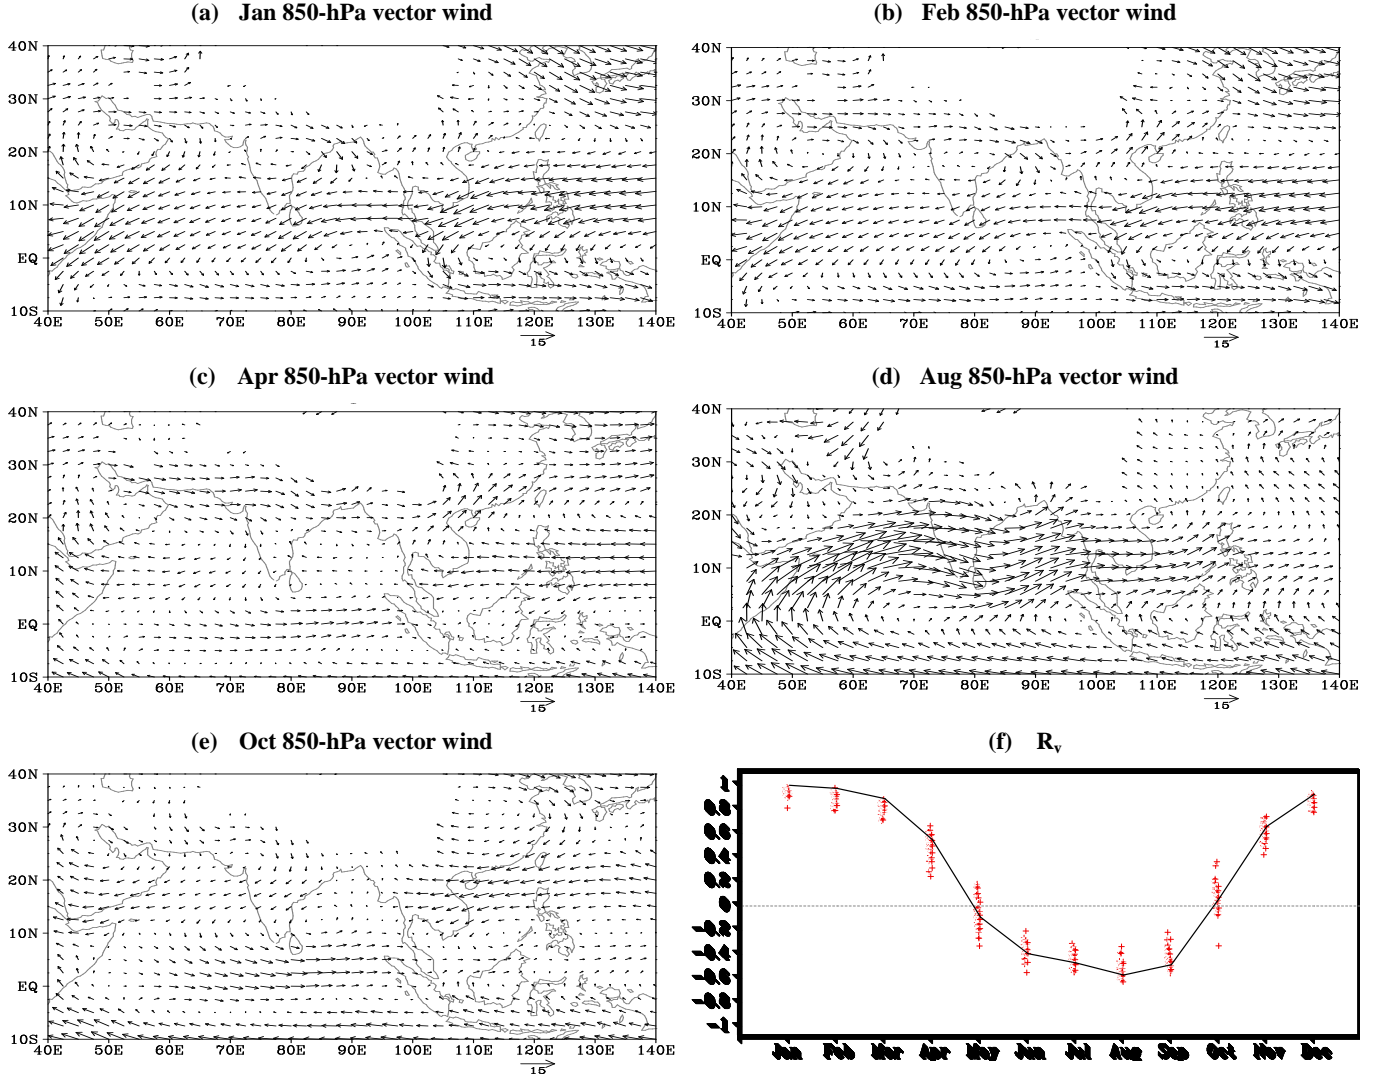 (a) Jan 850-hPa vector wind
(b) Feb 850-hPa vector wind
40N
30N
20N
10N
EQ
10S
40E 50E 60E 70E 80E 90E 100E 110E 120E 130E 140E
15
40N
30N
20N
10N
EQ
10S
40E 50E 60E 70E 80E 90E 100E 110E 120E 130E 140E
15
(c) Apr 850-hPa vector wind
(d) Aug 850-hPa vector wind
40N
30N
20N
10N
EQ
10S
40E 50E 60E 70E 80E 90E 100E 110E 120E 130E 140E
15
40N
30N
20N
10N
EQ
10S
40E 50E 60E 70E 80E 90E 100E 110E 120E 130E 140E
15
(e) Oct 850-hPa vector wind
(f) Rv
40N
30N
20N
10N
EQ
10S
40E 50E 60E 70E 80E 90E 100E 110E 120E 130E 140E
15
1
0.8
0.6
0.4
0.2
0
-0.2
-0.4
-0.6
-0.8
-1
Jan Feb Mar Apr May Jun Jul Aug Sep Oct Nov Dec